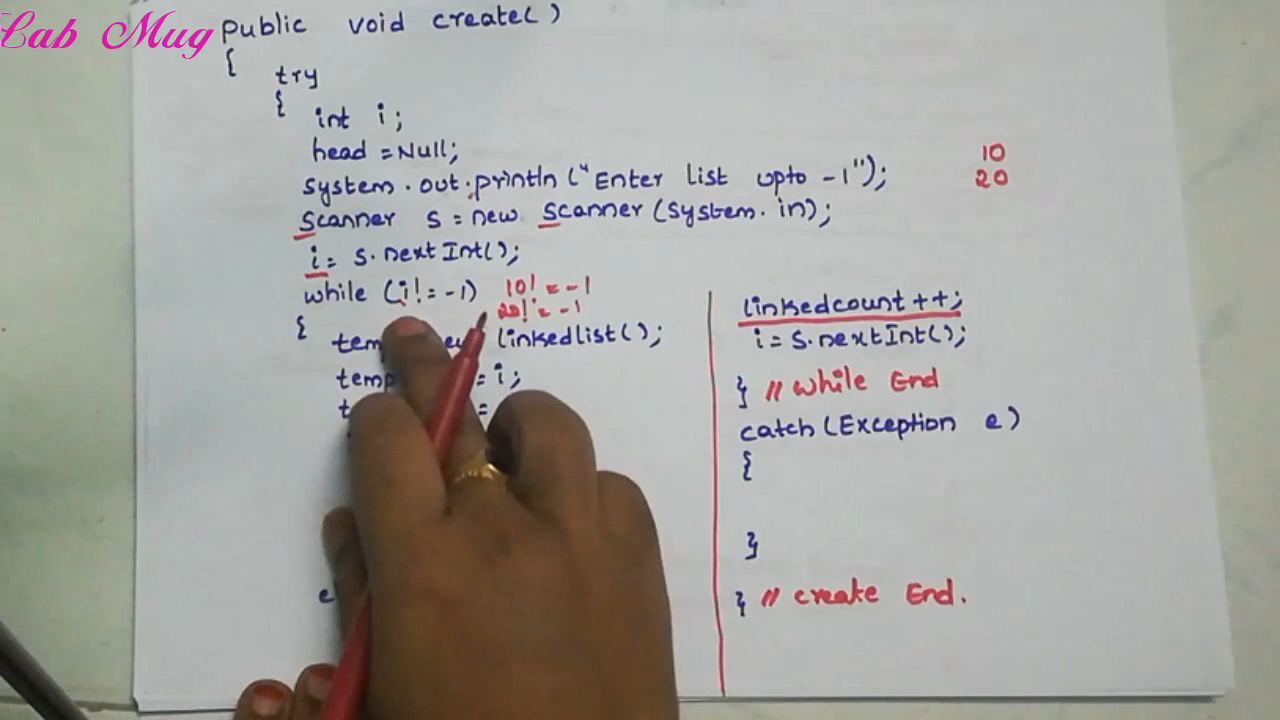 Lab Mug
public void create()
{
try
{ int i;
head = Null;
System.out.println("Enter list upto -1");
Scanner s = new Scanner(System.in);
i = s.nextInt();
while (i! = -1) 10! = -1
20! = -1
{
linkedlist();
= i;
=
10
20
linkedcount ++;
i = s.nextInt();
} // while End
catch (Exception e)
{
}
} // create End.